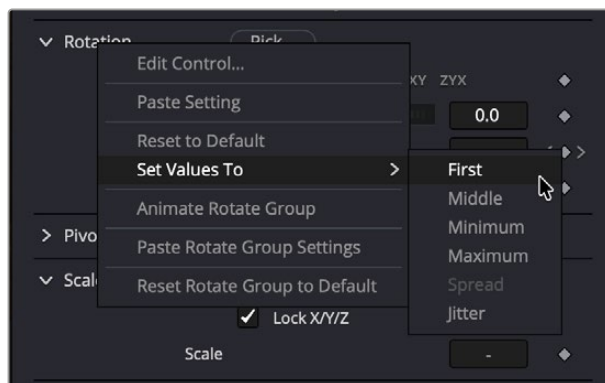 Rotation Pick...
Edit Control...
XY ZYX
Paste Setting
0.0
Reset to Default
Set Values To > First
Middle
Animate Rotate Group
Minimum
> Pivo
Paste Rotate Group Settings
Maximum
Scal
Reset Rotate Group to Default
Spread
Jitter
Lock X/Y/Z
Scale -